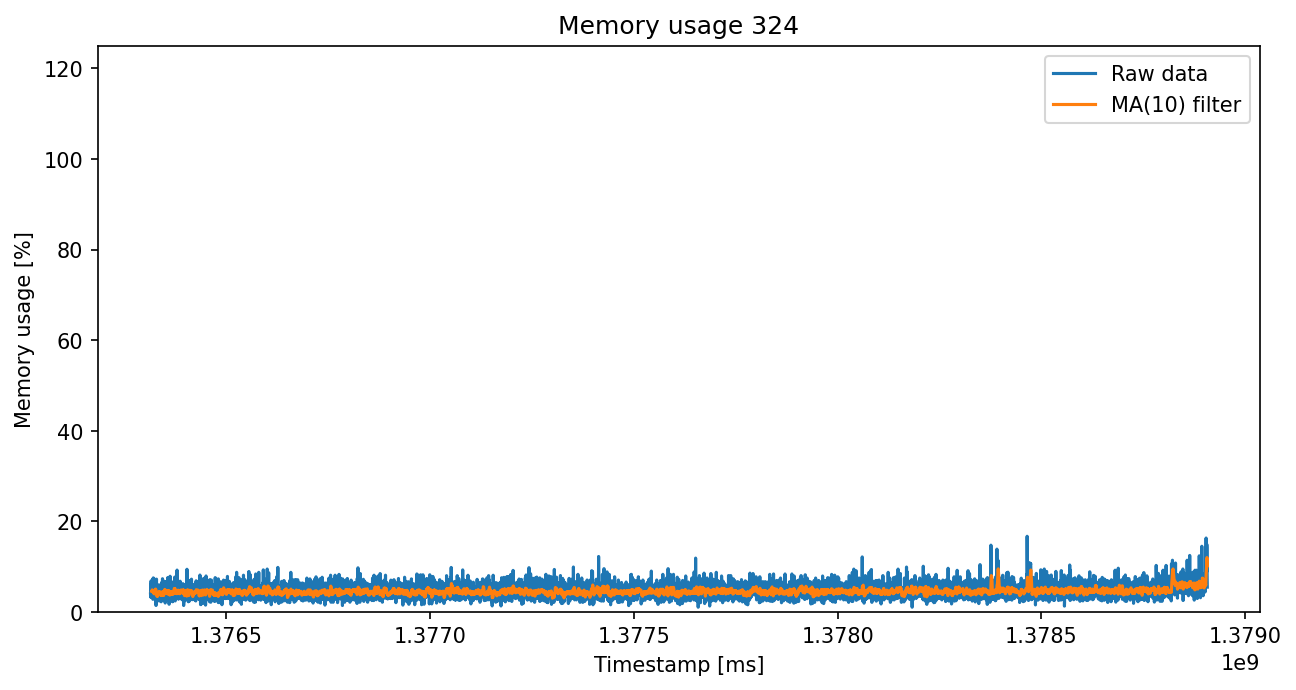 Memory usage 324
Raw data
MA(10) filter
Memory usage [%]
120
100
80
60
40
20
0
1.3765 1.3770 1.3775 1.3780 1.3785 1.3790
1e9
Timestamp [ms]